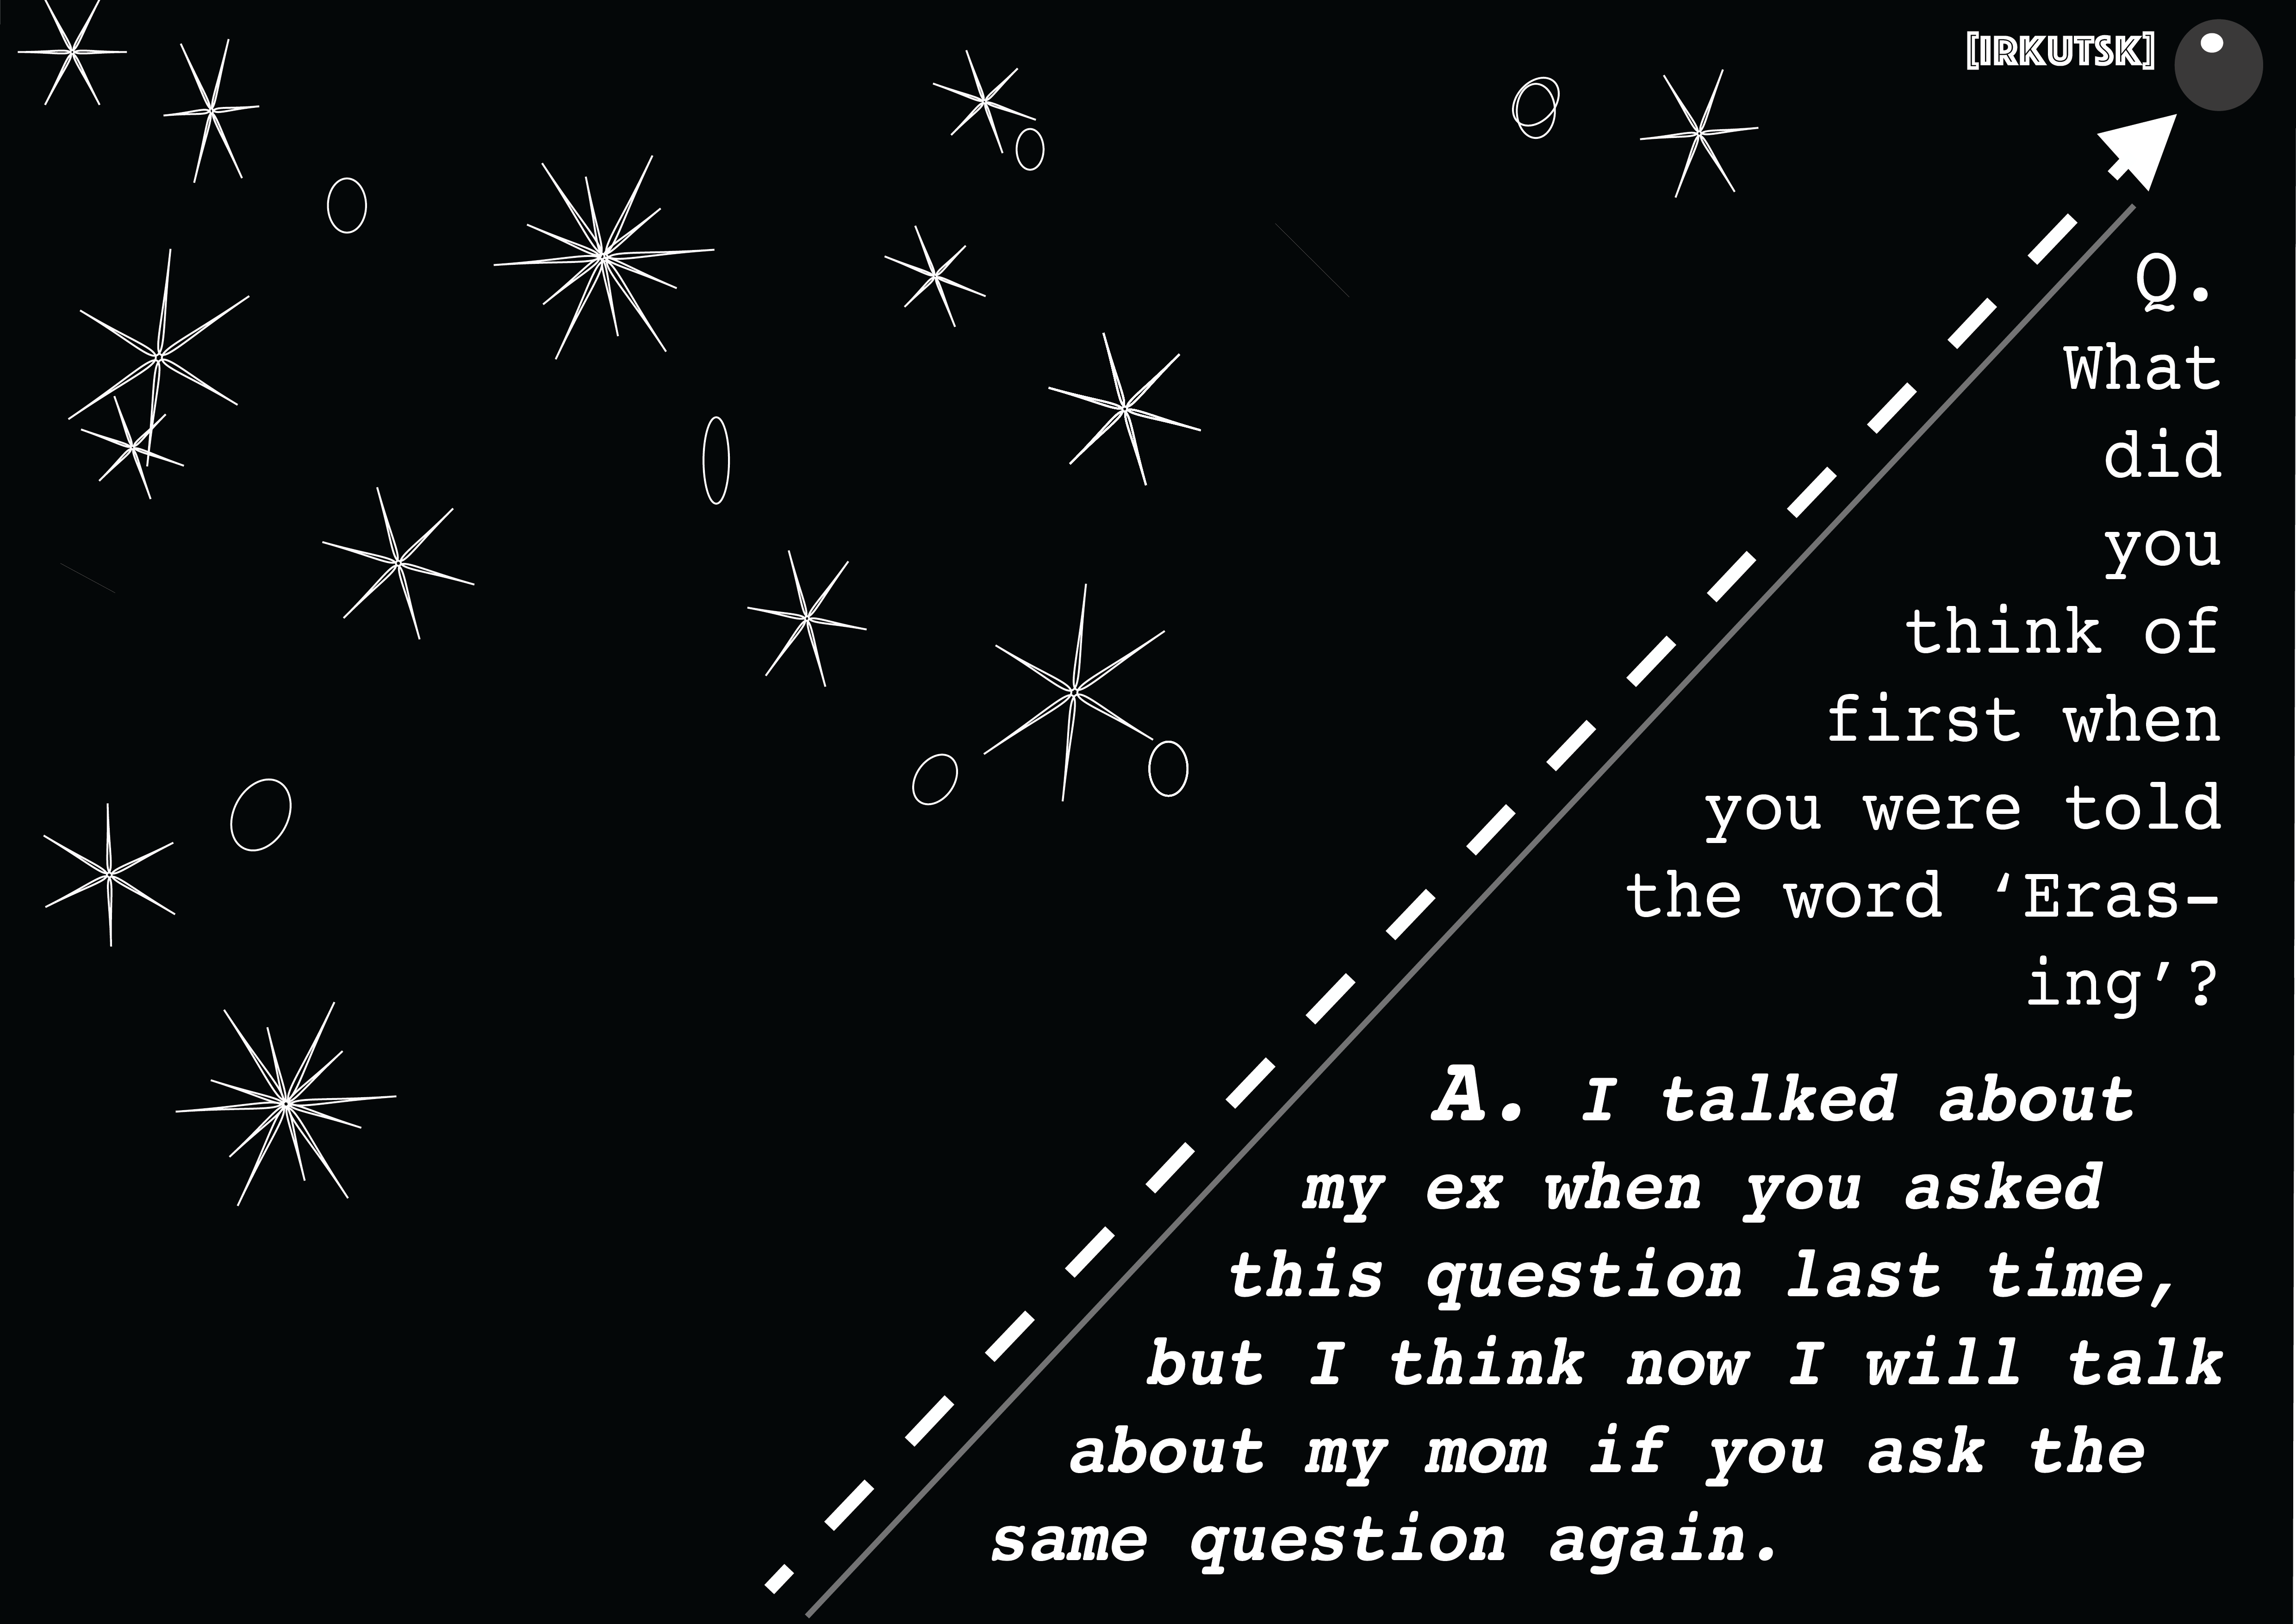 [IRKUTSK]
Q.
What
did
you
think of
first when
you were told
the word ‘Eras-
ing’?
A. I talked about
my ex when you asked
this question last time,
but I think now I will talk
about my mom if you ask the
same question again.